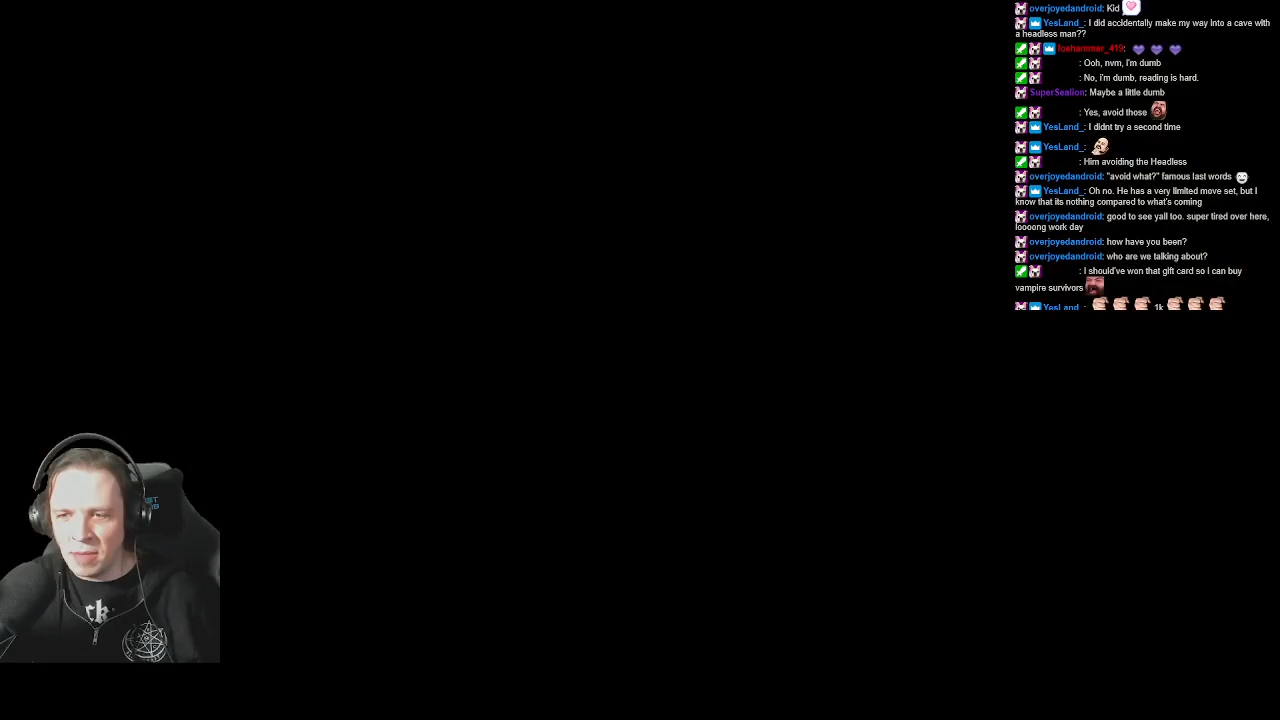 overjoyedandroid: Kid
YesLand_: I did accidentally make my way into a cave with
a headless man??
loehammer_419:
: Ooh, nvm, I'm dumb
: No, i'm dumb, reading is hard.
SuperSealion: Maybe a little dumb
: Yes, avoid those
YesLand_: I didnt try a second time
YesLand_:
: Him avoiding the Headless
overjoyedandroid: "avoid what?" famous last words
YesLand_: Oh no. He has a very limited move set, but I
know that its nothing compared to what's coming
overjoyedandroid: good to see yall too. super tired over here,
loooong work day
overjoyedandroid: how have you been?
overjoyedandroid: who are we talking about?
: I should've won that gift card so I can buy
vampire survivors
YesLand_: 1k
ck